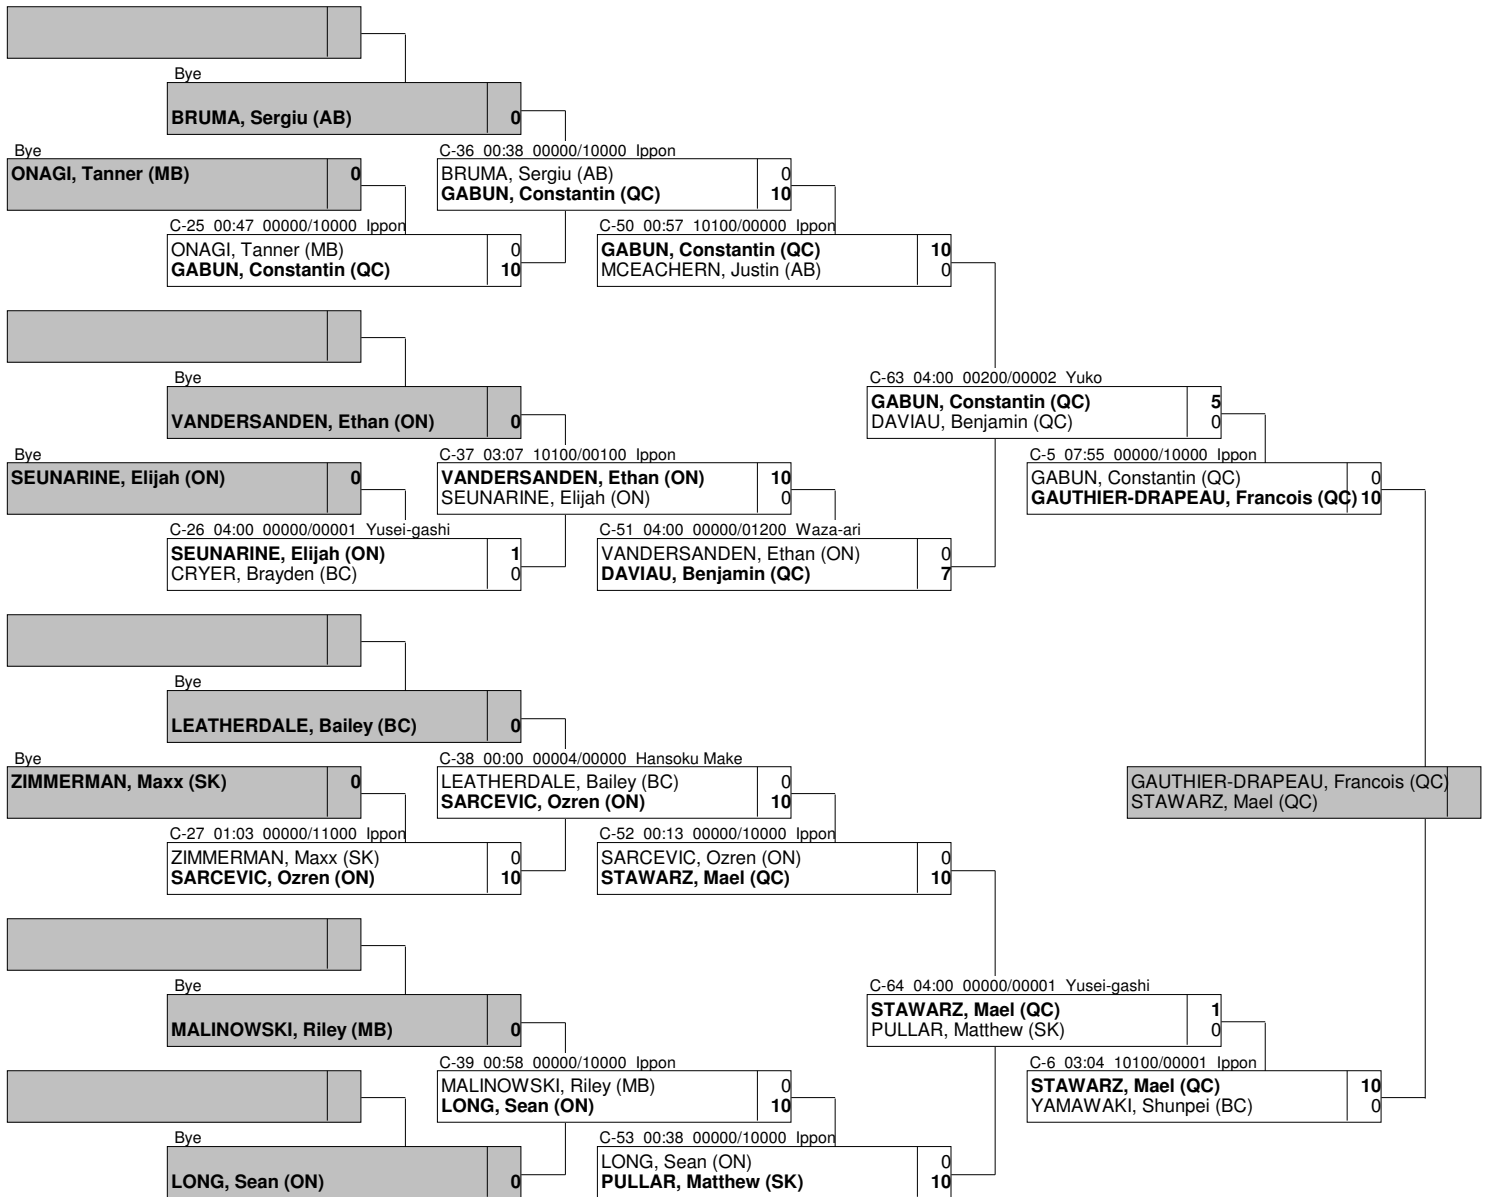 Bye
BRUMA, Sergiu (AB) 0
Bye
ONAGI, Tanner (MB) 0
C-36 00:38 00000/10000 Ippon
BRUMA, Sergiu (AB) 0
GABUN, Constantin (QC) 10
C-25 00:47 00000/10000 Ippon
ONAGI, Tanner (MB) 0
GABUN, Constantin (QC) 10
C-50 00:57 10100/00000 Ippon
GABUN, Constantin (QC) 10
MCEACHERN, Justin (AB) 0
Bye
VANDERSANDEN, Ethan (ON) 0
C-63 04:00 00200/00002 Yuko
GABUN, Constantin (QC) 5
DAVIAU, Benjamin (QC) 0
Bye
SEUNARINE, Elijah (ON) 0
C-37 03:07 10100/00100 Ippon
VANDERSANDEN, Ethan (ON) 10
SEUNARINE, Elijah (ON) 0
C-5 07:55 00000/10000 Ippon
GABUN, Constantin (QC) 0
GAUTHIER-DRAPEAU, Francois (QC) 10
C-26 04:00 00000/00001 Yusei-gashi
SEUNARINE, Elijah (ON) 1
CRYER, Brayden (BC) 0
C-51 04:00 00000/01200 Waza-ari
VANDERSANDEN, Ethan (ON) 0
DAVIAU, Benjamin (QC) 7
Bye
LEATHERDALE, Bailey (BC) 0
Bye
ZIMMERMAN, Maxx (SK) 0
C-38 00:00 00004/00000 Hansoku Make
LEATHERDALE, Bailey (BC) 0
SARCEVIC, Ozren (ON) 10
GAUTHIER-DRAPEAU, Francois (QC)
STAWARZ, Mael (QC)
C-27 01:03 00000/11000 Ippon
ZIMMERMAN, Maxx (SK) 0
SARCEVIC, Ozren (ON) 10
C-52 00:13 00000/10000 Ippon
SARCEVIC, Ozren (ON) 0
STAWARZ, Mael (QC) 10
Bye
MALINOWSKI, Riley (MB) 0
C-64 04:00 00000/00001 Yusei-gashi
STAWARZ, Mael (QC) 1
PULLAR, Matthew (SK) 0
C-39 00:58 00000/10000 Ippon
MALINOWSKI, Riley (MB) 0
LONG, Sean (ON) 10
C-6 03:04 10100/00001 Ippon
STAWARZ, Mael (QC) 10
YAMAWAKI, Shunpei (BC) 0
Bye
LONG, Sean (ON) 0
C-53 00:38 00000/10000 Ippon
LONG, Sean (ON) 0
PULLAR, Matthew (SK) 10